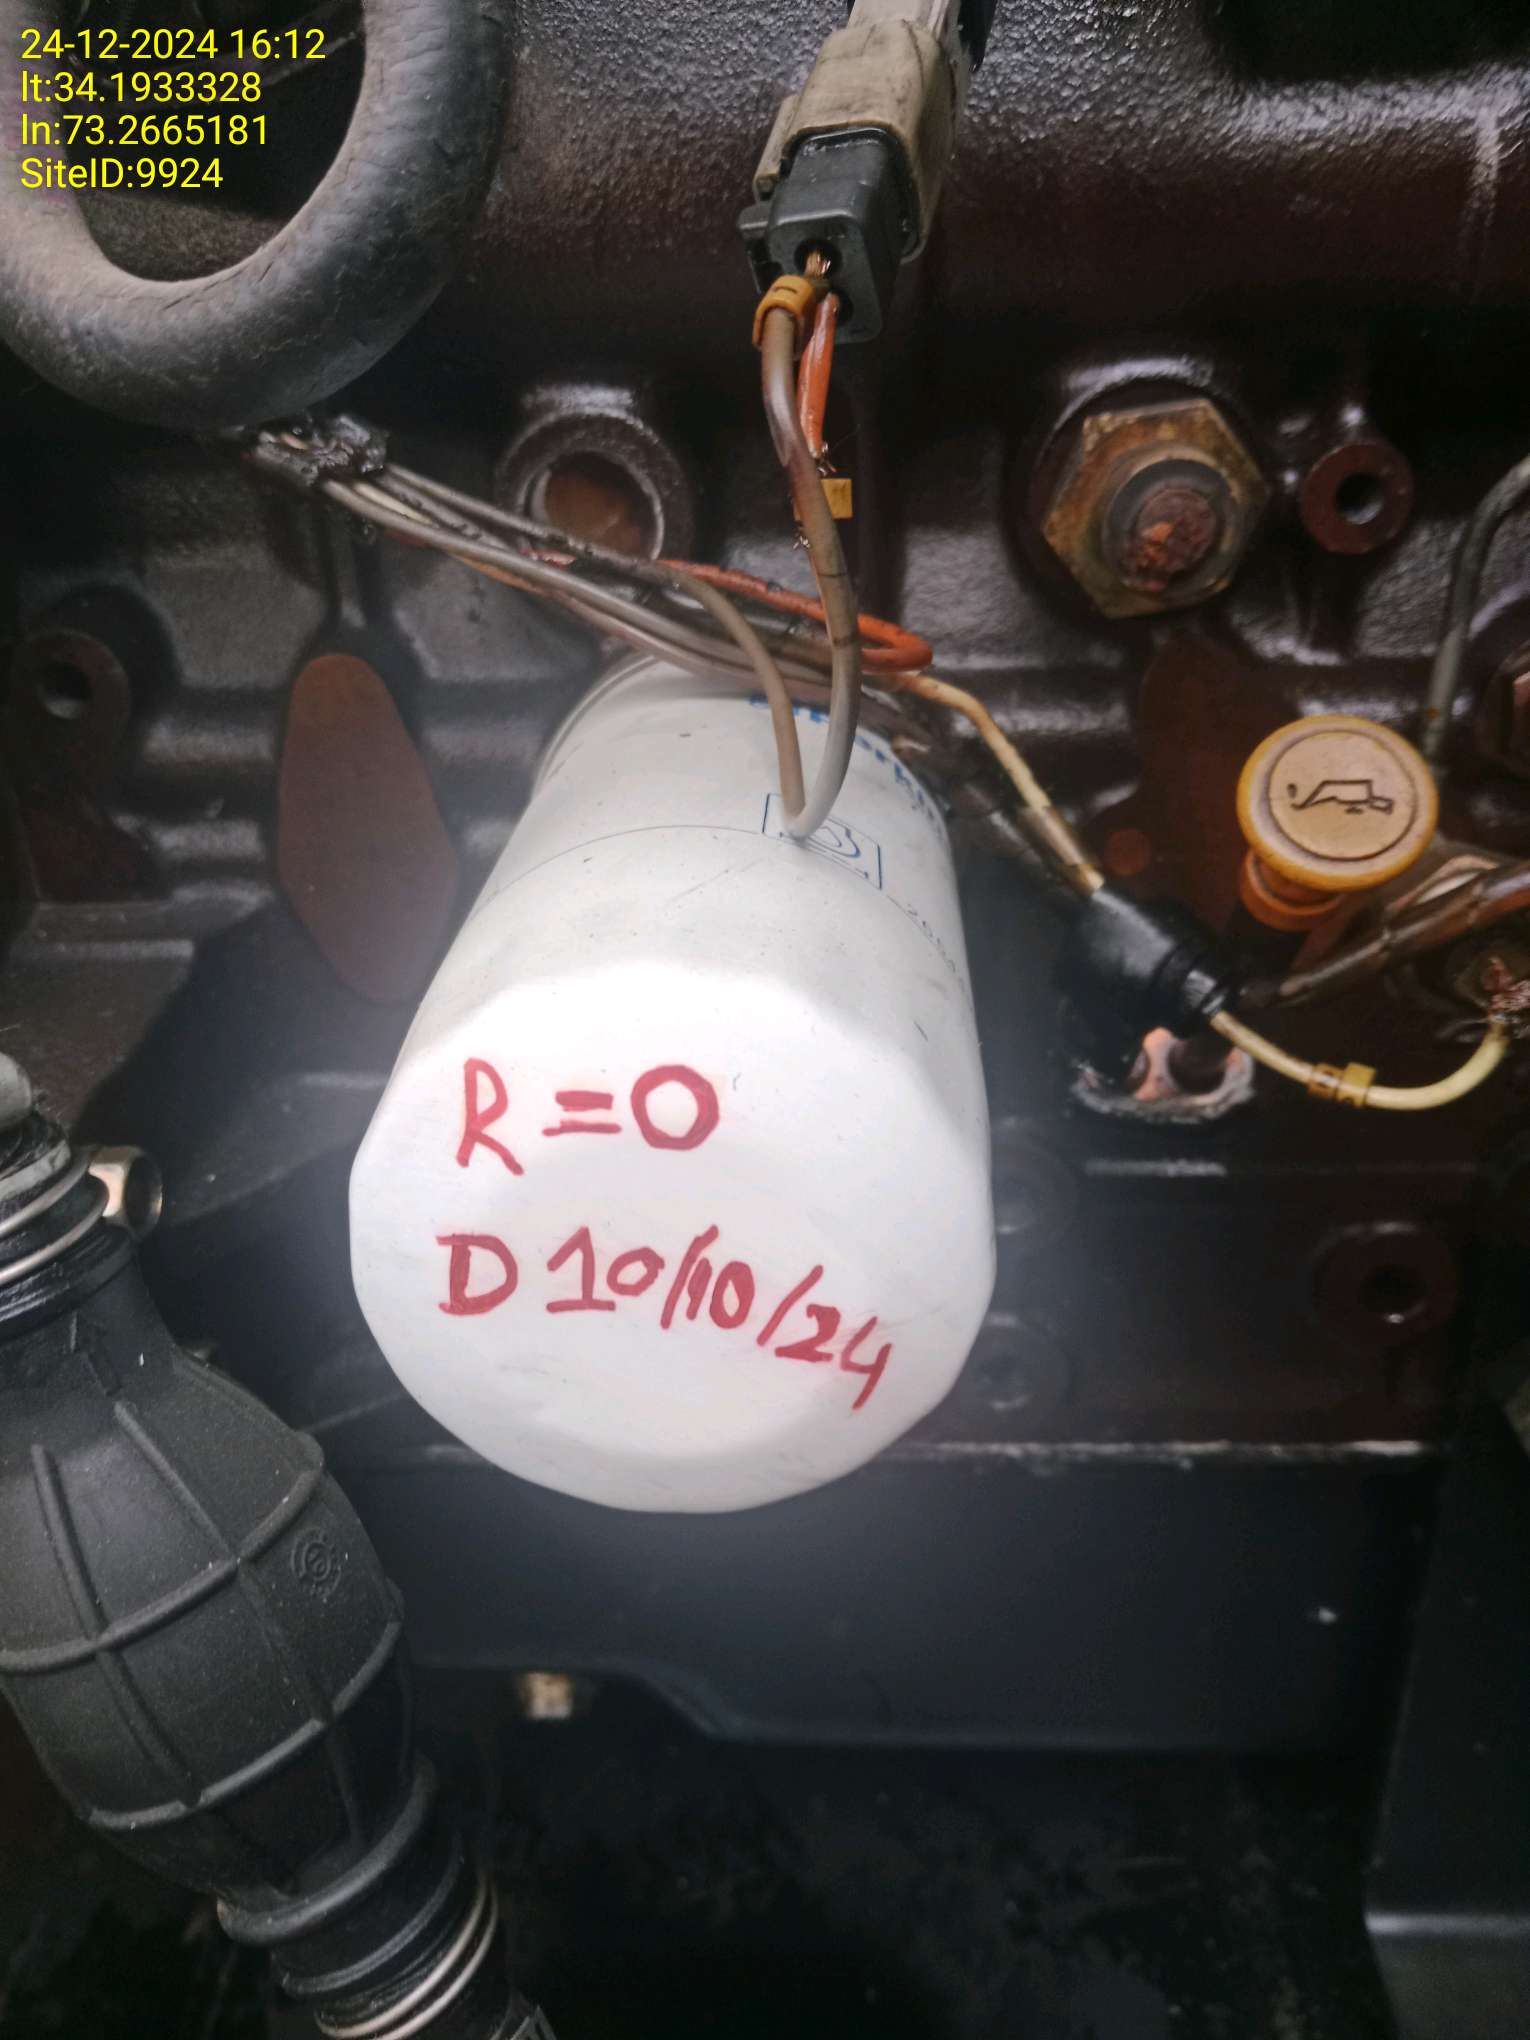 24-12-2024 16:12
lt:34.1933328
ln:73.2665181
SiteID:9924
R=0
D 10/10/24